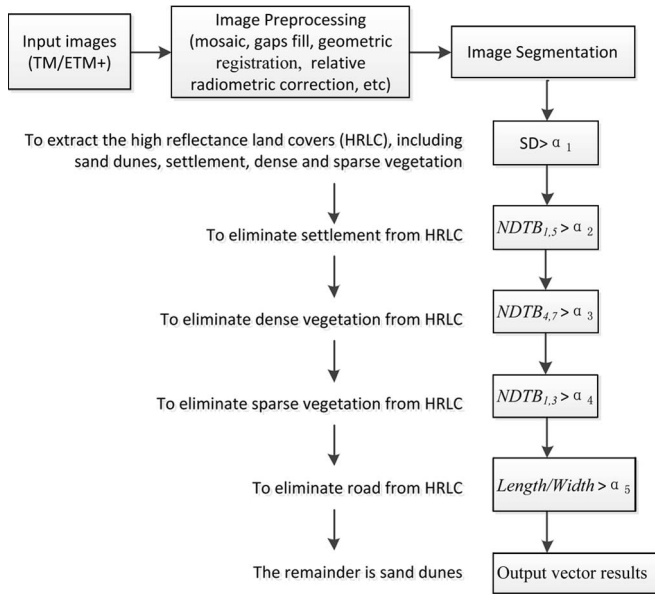 Input images
(TM/ETM+)
Image Preprocessing
(mosaic, gaps fill, geometric
registration, relative
radiometric correction, etc)
Image Segmentation
To extract the high reflectance land covers (HRLC), including
sand dunes, settlement, dense and sparse vegetation
SD> α 1
To eliminate settlement from HRLC
NDTB1,5 > α 2
To eliminate dense vegetation from HRLC
NDTB4,7 > α 3
To eliminate sparse vegetation from HRLC
NDTB1,3 > α 4
To eliminate road from HRLC
Length/Width > α 5
The remainder is sand dunes
Output vector results